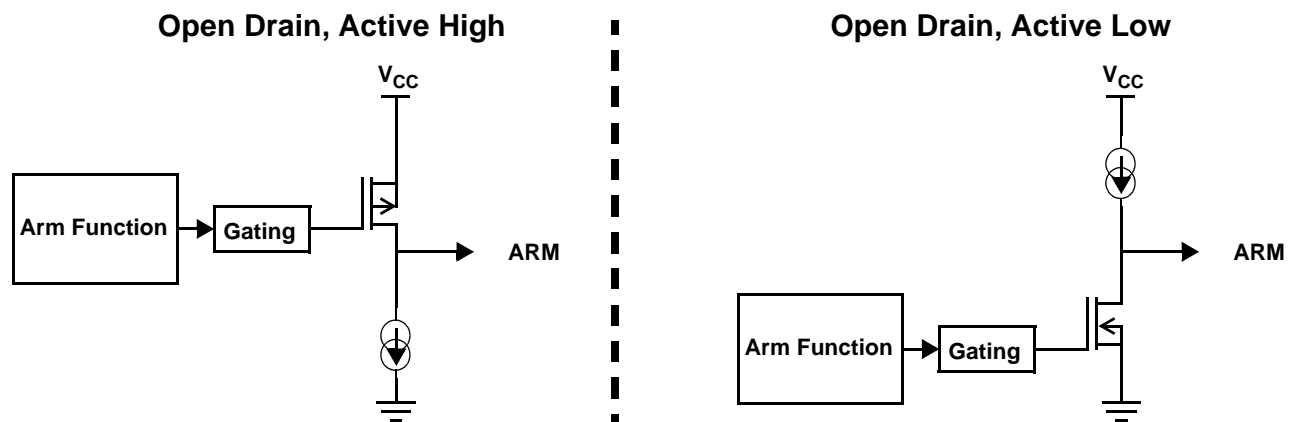 Open Drain, Active High
VCC
Arm Function
Gating
ARM
Open Drain, Active Low
VCC
ARM
Arm Function
Gating